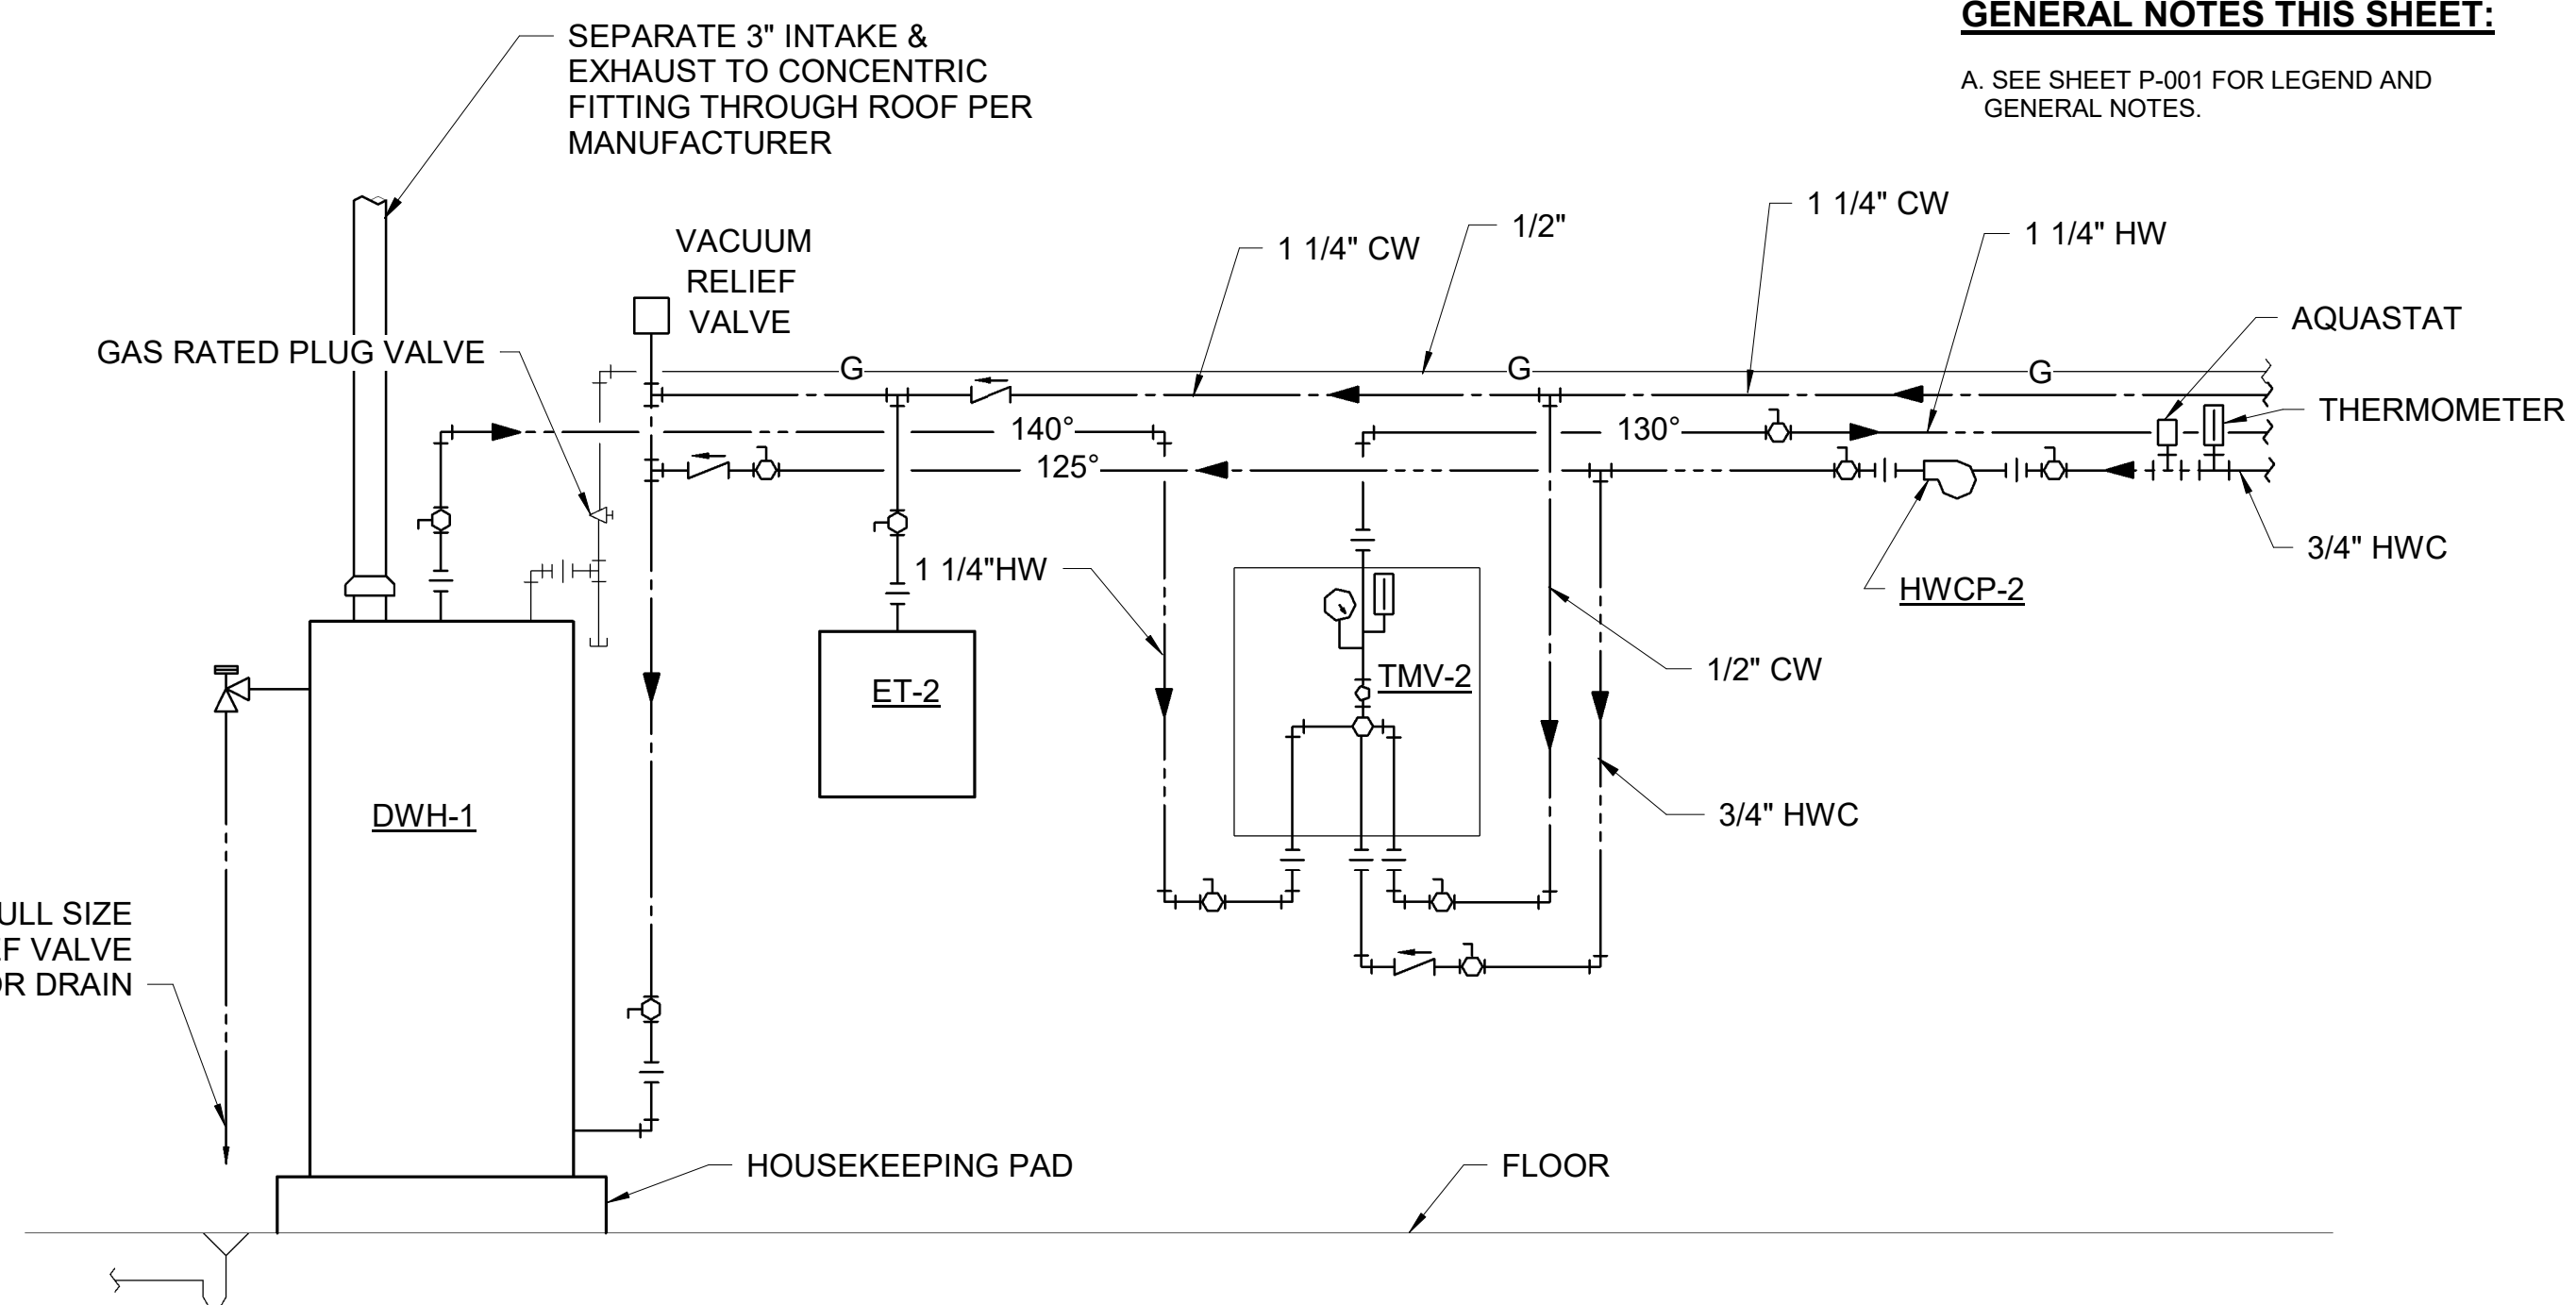 GENERAL NOTES THIS SHEET:
A. SEE SHEET P-001 FOR LEGEND AND
GENERAL NOTES.
SEPARATE 3" INTAKE &
EXHAUST TO CONCENTRIC
FITTING THROUGH ROOF PER
MANUFACTURER
VACUUM
RELIEF
VALVE
GAS RATED PLUG VALVE
1 1/4" CW
1/2"
1 1/4" CW
1 1/4" HW
AQUASTAT
THERMOMETER
G
G
G
140°
130°
125°
1 1/4"HW
3/4" HWC
HWCP-2
ET-2
TMV-2
1/2" CW
3/4" HWC
DWH-1
SIZE
VALVE
DRAIN
HOUSEKEEPING PAD
FLOOR